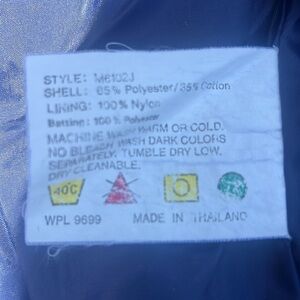 STYLE: M6102J
SHELL: 65% Polyester/35% Cotton
LINING: 100% Nylon
Batting: 100% Polyester
MACHINE WASH WARM OR COLD.
NO BLEACH. WASH DARK COLORS
SEPARATELY. TUMBLE DRY LOW.
DRY CLEANABLE.
40C
WPL 9699 MADE IN THAILAND